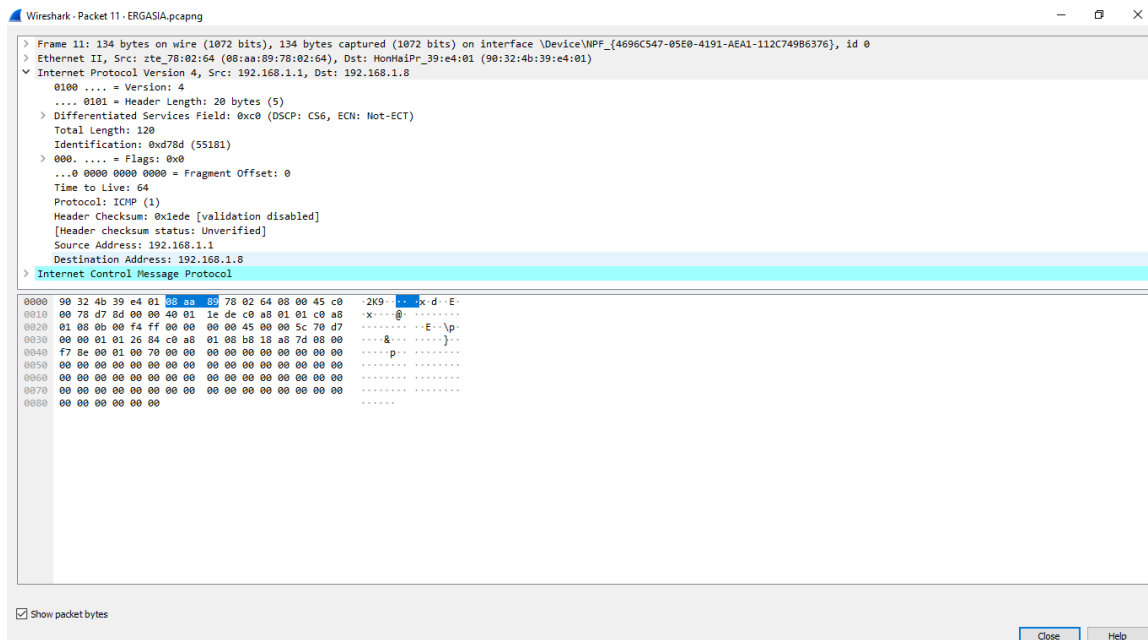 Wireshark · Packet 11 · ERGASIA.pcapng
> Frame 11: 134 bytes on wire (1072 bits), 134 bytes captured (1072 bits) on interface \Device\NPF_{4696C547-05E0-4191-AEA1-112C749B6376}, id 0
> Ethernet II, Src: zte_78:02:64 (08:aa:89:78:02:64), Dst: HonHaiPr_39:e4:01 (90:32:4b:39:e4:01)
Internet Protocol Version 4, Src: 192.168.1.1, Dst: 192.168.1.8
0100 .... = Version: 4
.... 0101 = Header Length: 20 bytes (5)
> Differentiated Services Field: 0xc0 (DSCP: CS6, ECN: Not-ECT)
Total Length: 120
Identification: 0xd78d (55181)
> 000. .... = Flags: 0x0
...0 0000 0000 0000 = Fragment Offset: 0
Time to Live: 64
Protocol: ICMP (1)
Header Checksum: 0x1ede [validation disabled]
[Header checksum status: Unverified]
Source Address: 192.168.1.1
Destination Address: 192.168.1.8
> Internet Control Message Protocol
0000 90 32 4b 39 e4 01 08 aa 89 78 02 64 08 00 45 c0 ·2K9·· ·· ·x·d··E·
0010 00 78 d7 8d 00 00 40 01 1e de c0 a8 01 01 c0 a8 ·x····@· ········
0020 01 08 0b 00 f4 ff 00 00 00 00 45 00 00 5c 70 d7 ········ ··E··\p·
0030 00 00 01 01 26 84 c0 a8 01 08 b8 18 a8 7d 08 00 ····&··· ·····}··
0040 f7 8e 00 01 00 70 00 00 00 00 00 00 00 00 00 00 ·····p·· ········
0050 00 00 00 00 00 00 00 00 00 00 00 00 00 00 00 00 ········ ········
0060 00 00 00 00 00 00 00 00 00 00 00 00 00 00 00 00 ········ ········
0070 00 00 00 00 00 00 00 00 00 00 00 00 00 00 00 00 ········ ········
0080 00 00 00 00 00 00 ······
Show packet bytes
Close Help